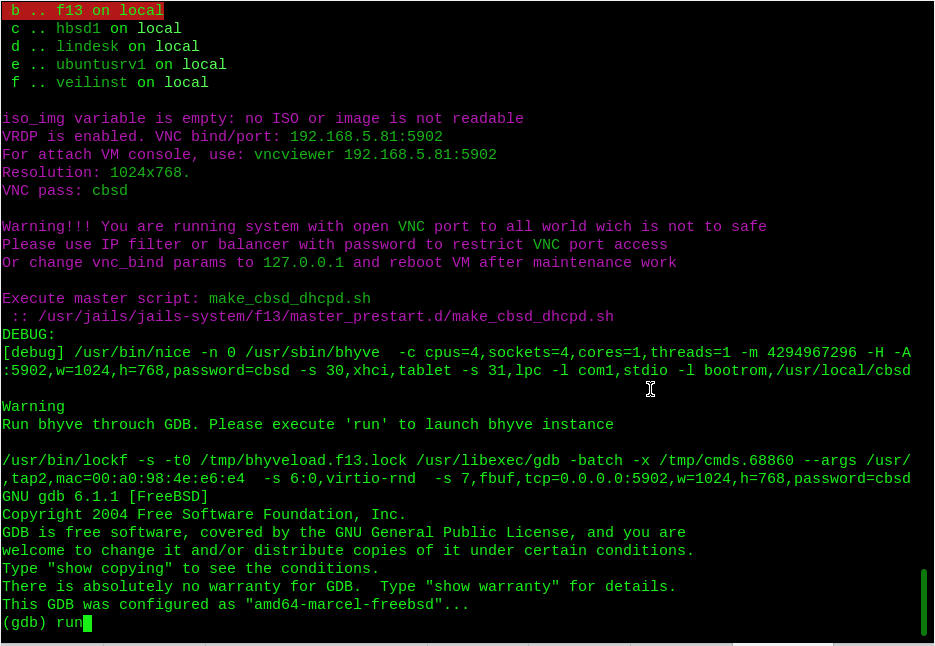 b .. f13 on local
c .. hbsd1 on local
d .. lindesk on local
e .. ubuntusrv1 on local
f .. veilinst on local
iso_img variable is empty: no ISO or image is not readable
VRDP is enabled. VNC bind/port: 192.168.5.81:5902
For attach VM console, use: vncviewer 192.168.5.81:5902
Resolution: 1024x768.
VNC pass: cbsd
Warning!!! You are running system with open VNC port to all world wich is not to safe
Please use IP filter or balancer with password to restrict VNC port access
Or change vnc_bind params to 127.0.0.1 and reboot VM after maintenance work
Execute master script: make_cbsd_dhcpd.sh
:: /usr/jails/jails-system/f13/master_prestart.d/make_cbsd_dhcpd.sh
DEBUG:
[debug] /usr/bin/nice -n 0 /usr/sbin/bhyve  -c cpus=4,sockets=4,cores=1,threads=1 -m 4294967296 -H -A
:5902,w=1024,h=768,password=cbsd -s 30,xhci,tablet -s 31,lpc -l com1,stdio -l bootrom,/usr/local/cbsd
Warning
Run bhyve throuch GDB. Please execute 'run' to launch bhyve instance
/usr/bin/lockf -s -t0 /tmp/bhyveload.f13.lock /usr/libexec/gdb -batch -x /tmp/cmds.68860 --args /usr/
,tap2,mac=00:a0:98:4e:e6:e4  -s 6:0,virtio-rnd  -s 7,fbuf,tcp=0.0.0.0:5902,w=1024,h=768,password=cbsd
GNU gdb 6.1.1 [FreeBSD]
Copyright 2004 Free Software Foundation, Inc.
GDB is free software, covered by the GNU General Public License, and you are
welcome to change it and/or distribute copies of it under certain conditions.
Type "show copying" to see the conditions.
There is absolutely no warranty for GDB.  Type "show warranty" for details.
This GDB was configured as "amd64-marcel-freebsd"...
(gdb) run